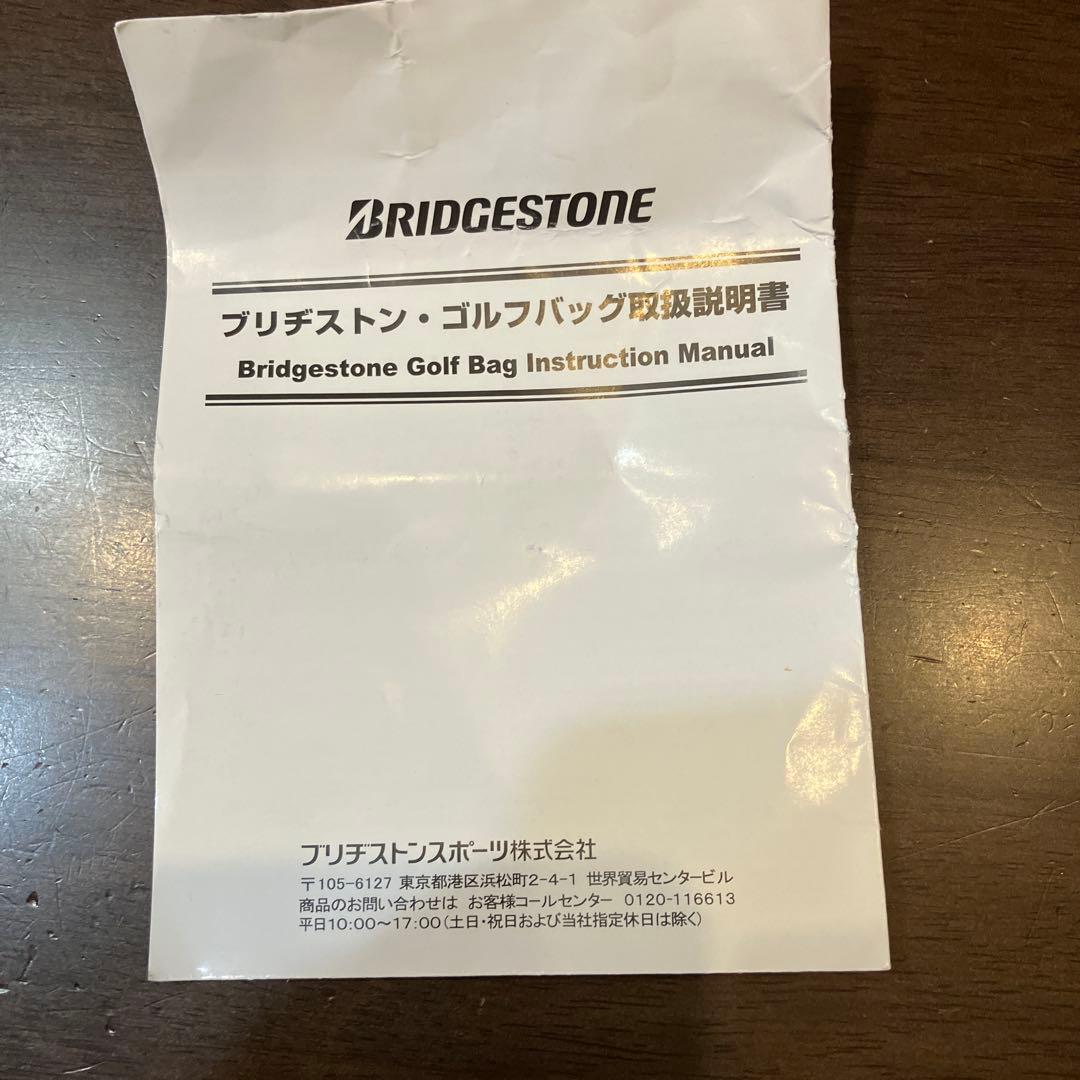 BRIDGESTONE
ブリヂストン・ゴルフバッグ取扱説明書
Bridgestone Golf Bag Instruction Manual
ブリヂストンスポーツ株式会社
〒105-6127 東京都港区浜松町2-4-1 世界貿易センタービル
商品のお問い合わせは お客様コールセンター 0120-116613
平日10:00〜17:00(土日・祝日および当社指定休日は除く)